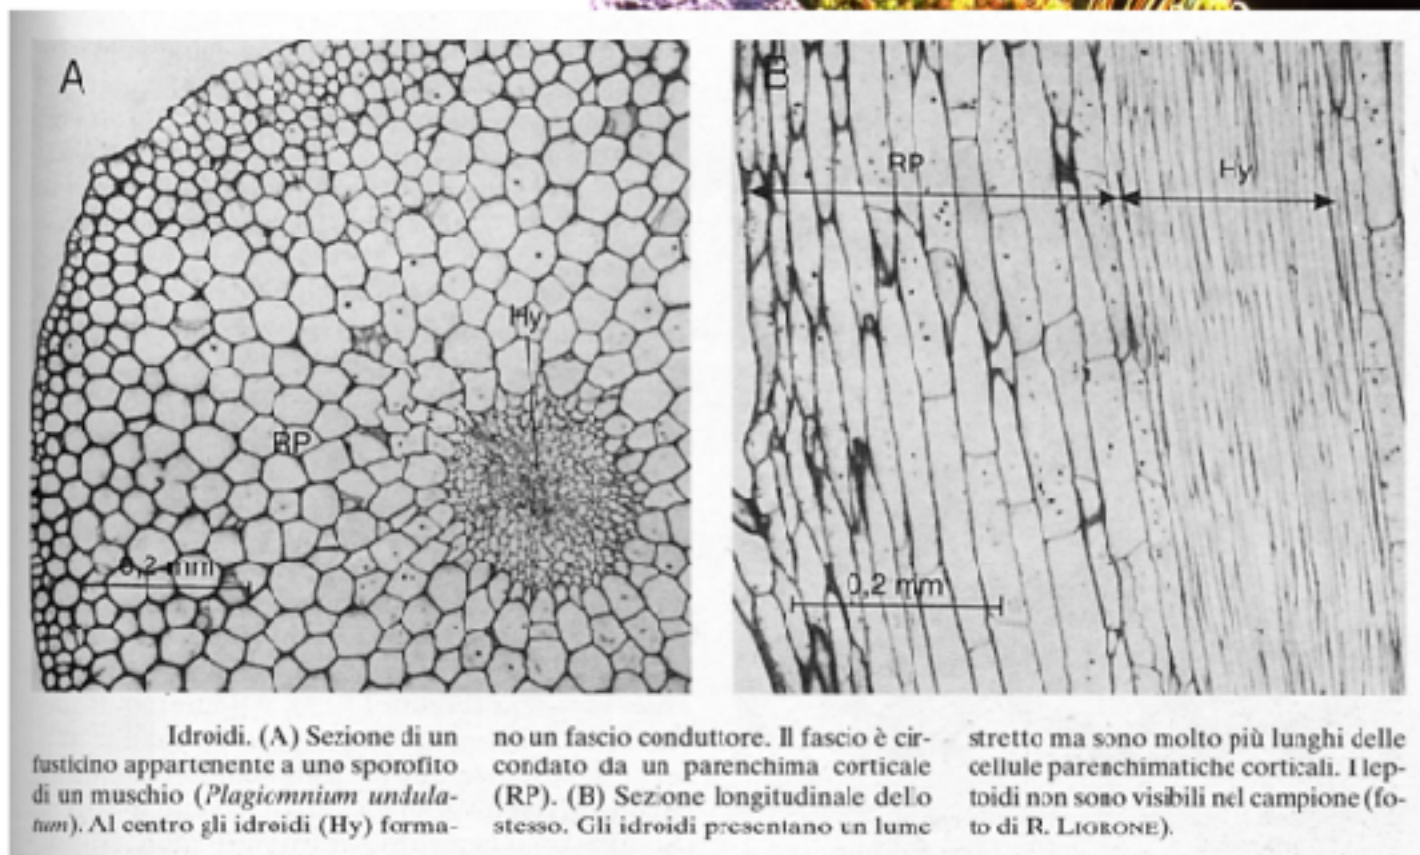 A
Hy
RP
0,2 mm
B
RP
Hy
0,2 mm
Idroidi. (A) Sezione di un
fusticino appartenente a uno sporofito
di un muschio (Plagiomnium undula-
tum). Al centro gli idroidi (Hy) forma-
no un fascio conduttore. Il fascio è cir-
condato da un parenchima corticale
(RP). (B) Sezione longitudinale dello
stesso. Gli idroidi presentano un lume
stretto ma sono molto più lunghi delle
cellule parenchimatiche corticali. I lep-
toidi non sono visibili nel campione (fo-
to di R. LIGRONE).